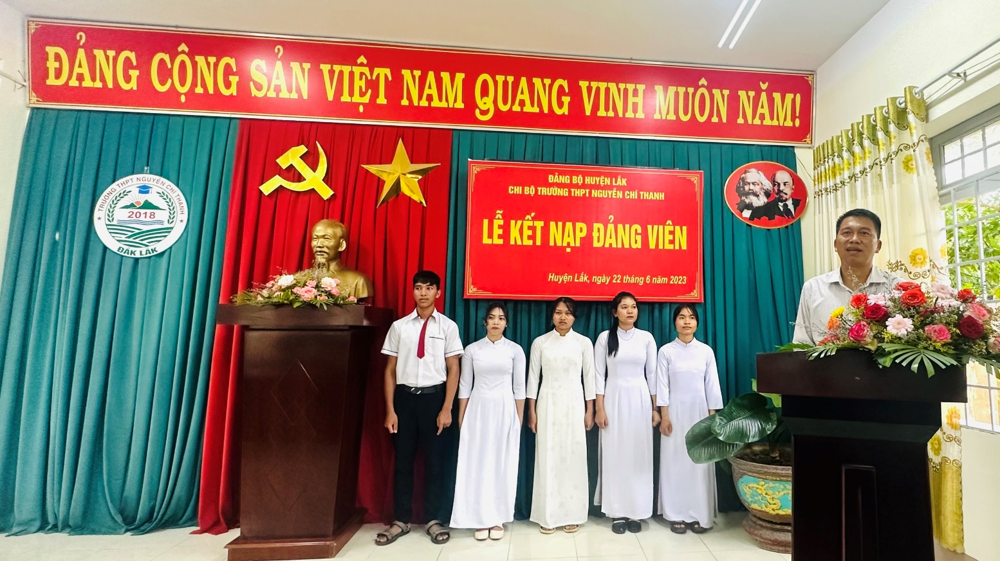 ĐẢNG CỘNG SẢN VIỆT NAM QUANG VINH MUÔN NĂM!
TRƯỜNG THPT NGUYỄN CHÍ THANH
2018
ĐĂK LĂK
ĐẢNG BỘ HUYỆN LẮK
CHI BỘ TRƯỜNG THPT NGUYỄN CHÍ THANH
LỄ KẾT NẠP ĐẢNG VIÊN
Huyện Lắk, ngày 22 tháng 6 năm 2023